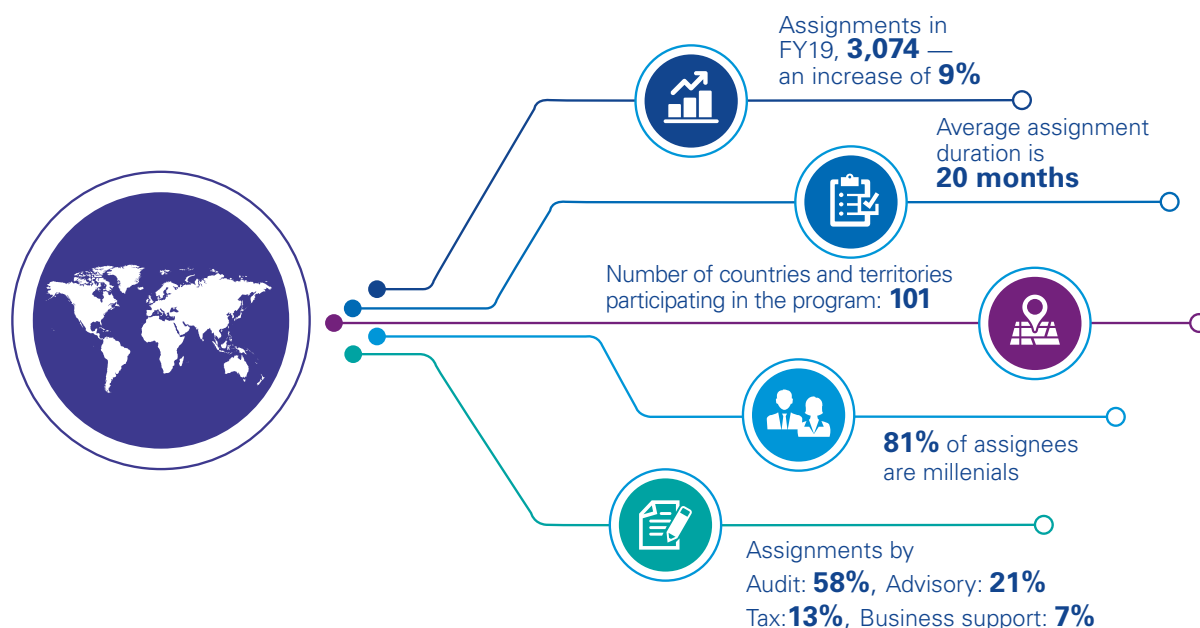 Assignments in
FY19, 3,074 —
an increase of 9%
Average assignment
duration is
20 months
Number of countries and territories
participating in the program: 101
81% of assignees
are millenials
Assignments by
Audit: 58%, Advisory: 21%
Tax:13%, Business support: 7%